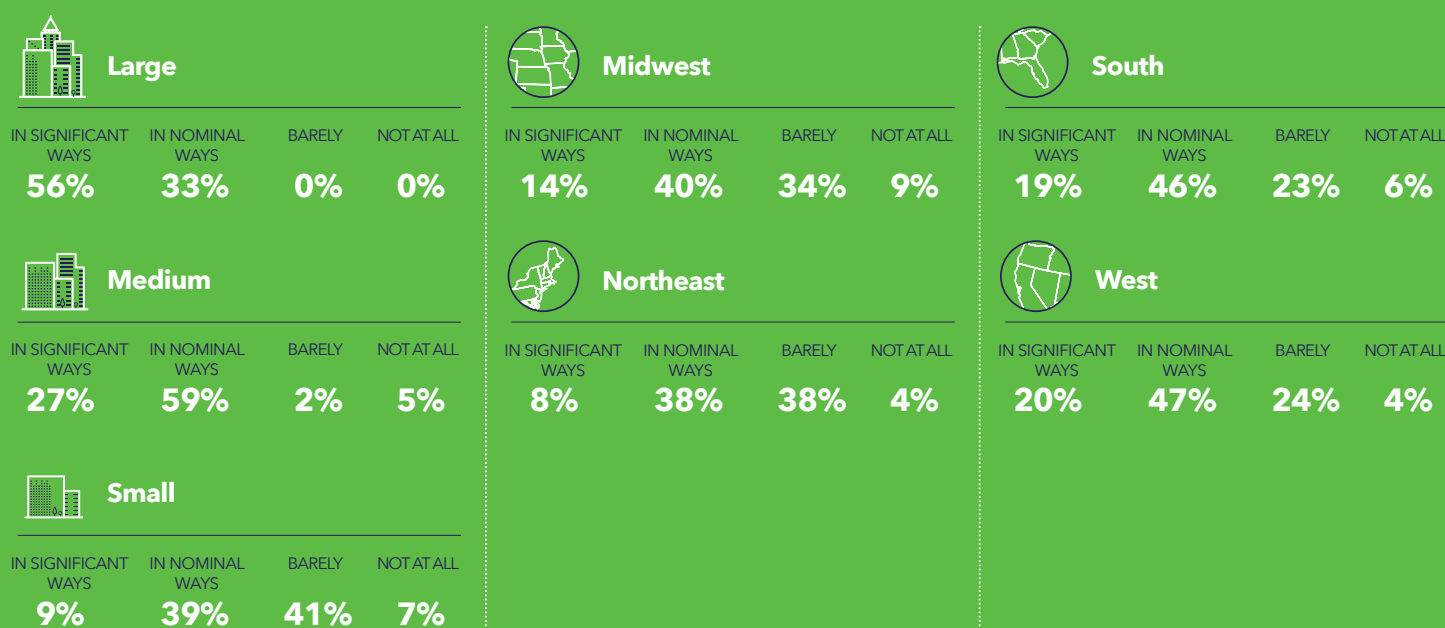 Large
IN SIGNIFICANT WAYS
IN NOMINAL WAYS
BARELY
NOT AT ALL
56% 33% 0% 0%
Medium
IN SIGNIFICANT WAYS
IN NOMINAL WAYS
BARELY
NOT AT ALL
27% 59% 2% 5%
Small
IN SIGNIFICANT WAYS
IN NOMINAL WAYS
BARELY
NOT AT ALL
9% 39% 41% 7%
Midwest
IN SIGNIFICANT WAYS
IN NOMINAL WAYS
BARELY
NOT AT ALL
14% 40% 34% 9%
Northeast
IN SIGNIFICANT WAYS
IN NOMINAL WAYS
BARELY
NOT AT ALL
8% 38% 38% 4%
South
IN SIGNIFICANT WAYS
IN NOMINAL WAYS
BARELY
NOT AT ALL
19% 46% 23% 6%
West
IN SIGNIFICANT WAYS
IN NOMINAL WAYS
BARELY
NOT AT ALL
20% 47% 24% 4%